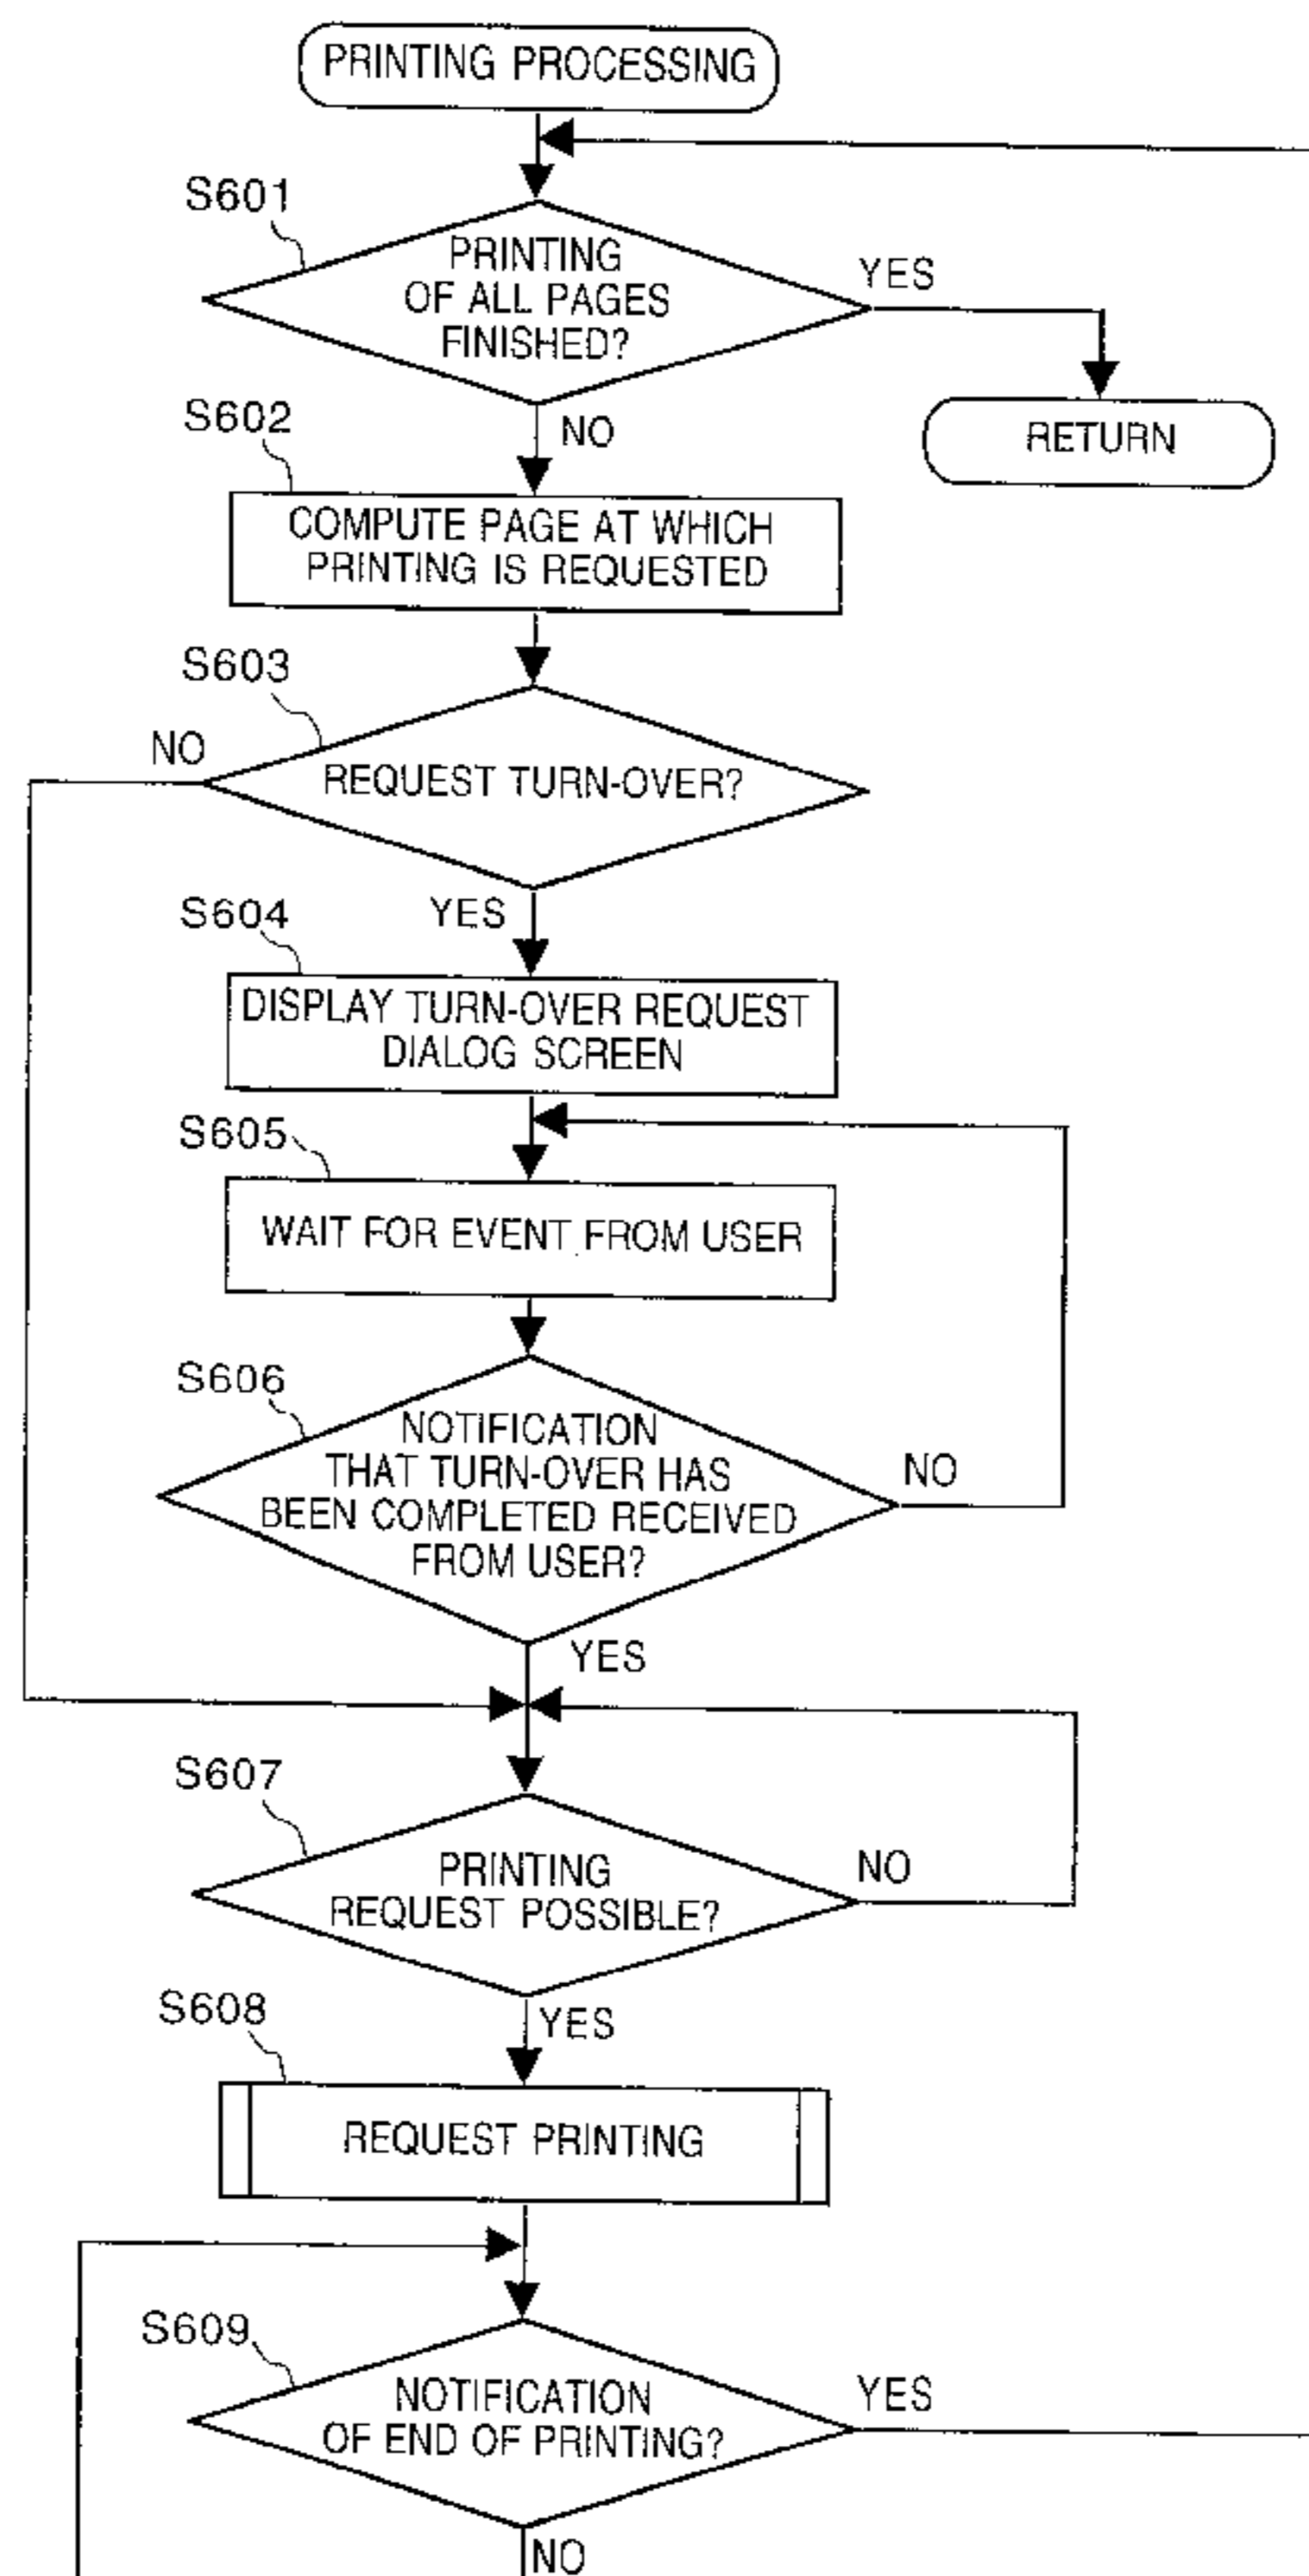 PRINTING PROCESSING
S601
PRINTING
OF ALL PAGES
FINISHED?
YES
RETURN
NO
S602
COMPUTE PAGE AT WHICH
PRINTING IS REQUESTED
S603
NO
REQUEST TURN-OVER?
YES
S604
DISPLAY TURN-OVER REQUEST
DIALOG SCREEN
S605
WAIT FOR EVENT FROM USER
S606
NOTIFICATION
THAT TURN-OVER HAS
BEEN COMPLETED RECEIVED
FROM USER?
NO
YES
S607
PRINTING
REQUEST POSSIBLE?
NO
YES
S608
REQUEST PRINTING
S609
NOTIFICATION
OF END OF PRINTING?
YES
NO